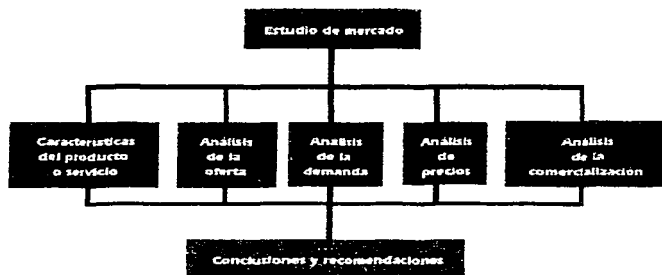 Estudio de mercado
Características
del producto
o servicio
Análisis
de la
oferta
Analisis
de la
demanda
Análisis
de
precios
Análisis
de la
comercialización
Conclusiones y recomendaciones